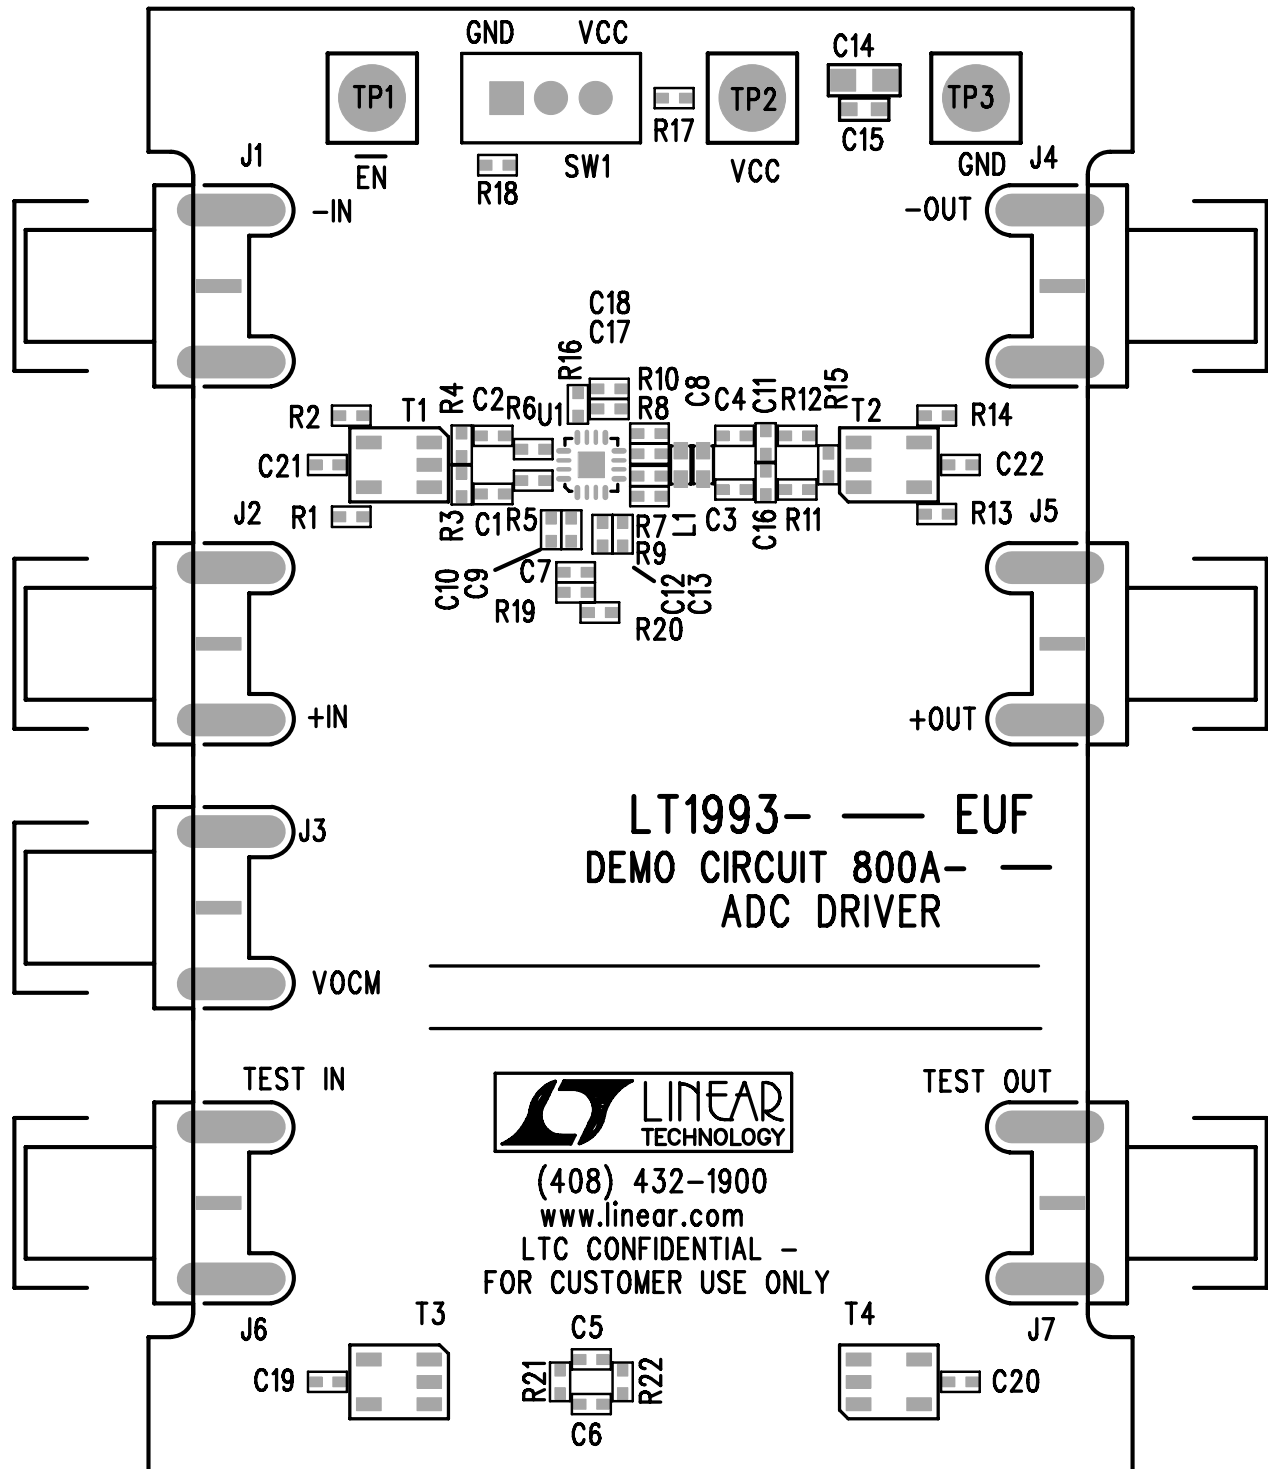 GND VCC
C14
TP1
TP2
TP3
R17
C15
J1
EN
R18
SW1
VCC
GND
J4
-IN
-OUT
C18
C17
R16
R10
R8
C8
C4
C11
R12
R15
T2
R14
R2
T1
R4
C2
R6
U1
C21
C22
J2
R1
R3
C1
R5
R7
R9
L1
C3
C16
R11
R13
J5
C10
C9
C7
C12
C13
R19
R20
+IN
+OUT
J3
LT1993- EUF
DEMO CIRCUIT 800A-
ADC DRIVER
VOCM
TEST IN
TEST OUT
LINEAR
TECHNOLOGY
(408) 432-1900
www.linear.com
LTC CONFIDENTIAL -
FOR CUSTOMER USE ONLY
J6
T3
C5
T4
J7
C19
R21
R22
C20
C6